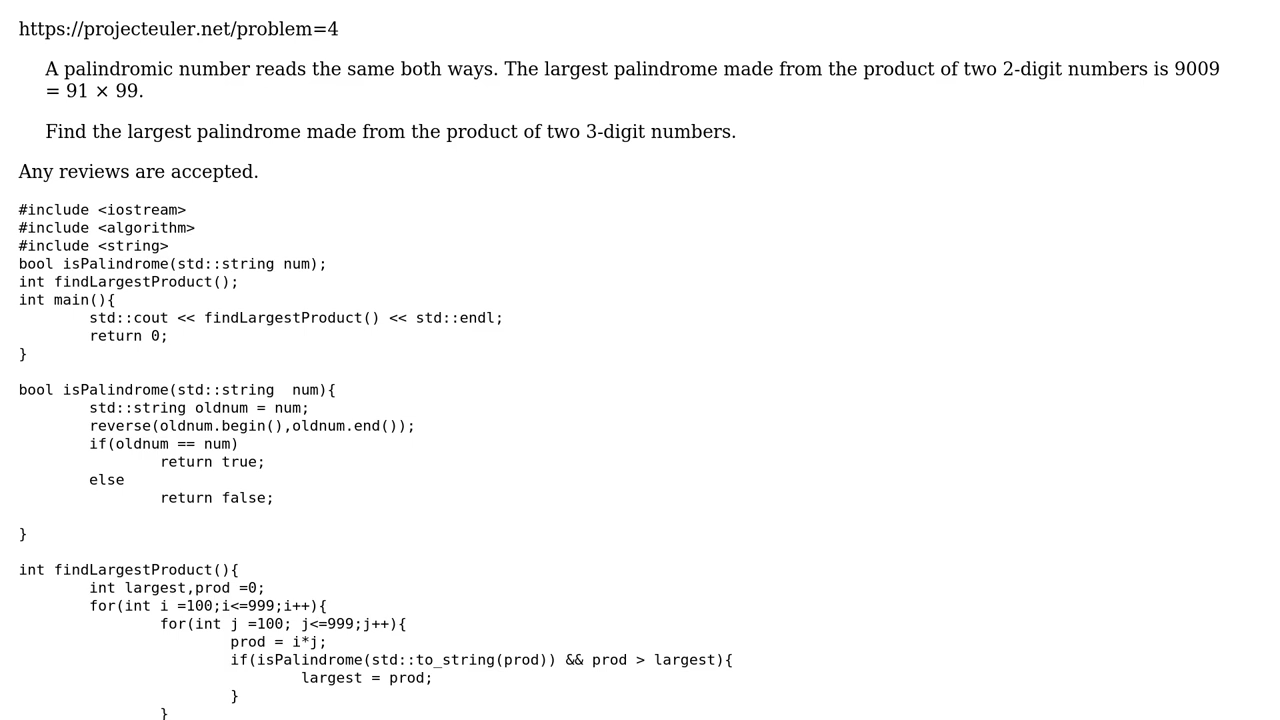 https://projecteuler.net/problem=4
A palindromic number reads the same both ways. The largest palindrome made from the product of two 2-digit numbers is 9009
= 91 × 99.
Find the largest palindrome made from the product of two 3-digit numbers.
Any reviews are accepted.
#include <iostream>
#include <algorithm>
#include <string>
bool isPalindrome(std::string num);
int findLargestProduct();
int main(){
        std::cout << findLargestProduct() << std::endl;
        return 0;
}
bool isPalindrome(std::string  num){
        std::string oldnum = num;
        reverse(oldnum.begin(),oldnum.end());
        if(oldnum == num)
                return true;
        else
                return false;
}
int findLargestProduct(){
        int largest,prod =0;
        for(int i =100;i<=999;i++){
                for(int j =100; j<=999;j++){
                        prod = i*j;
                        if(isPalindrome(std::to_string(prod)) && prod > largest){
                                largest = prod;
                        }
                }